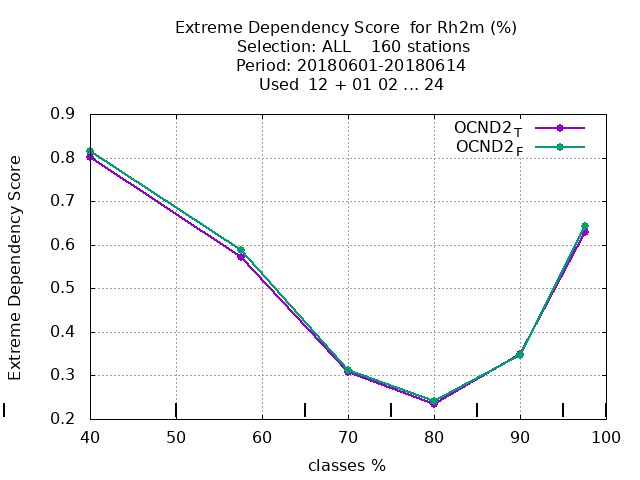 Extreme Dependency Score  for Rh2m (%)
Selection: ALL    160 stations
Period: 20180601-20180614
Used  12 + 01 02 ... 24
OCND2_T
OCND2_F
Extreme Dependency Score
0.9
0.8
0.7
0.6
0.5
0.4
0.3
0.2
40 50 60 70 80 90 100
classes %